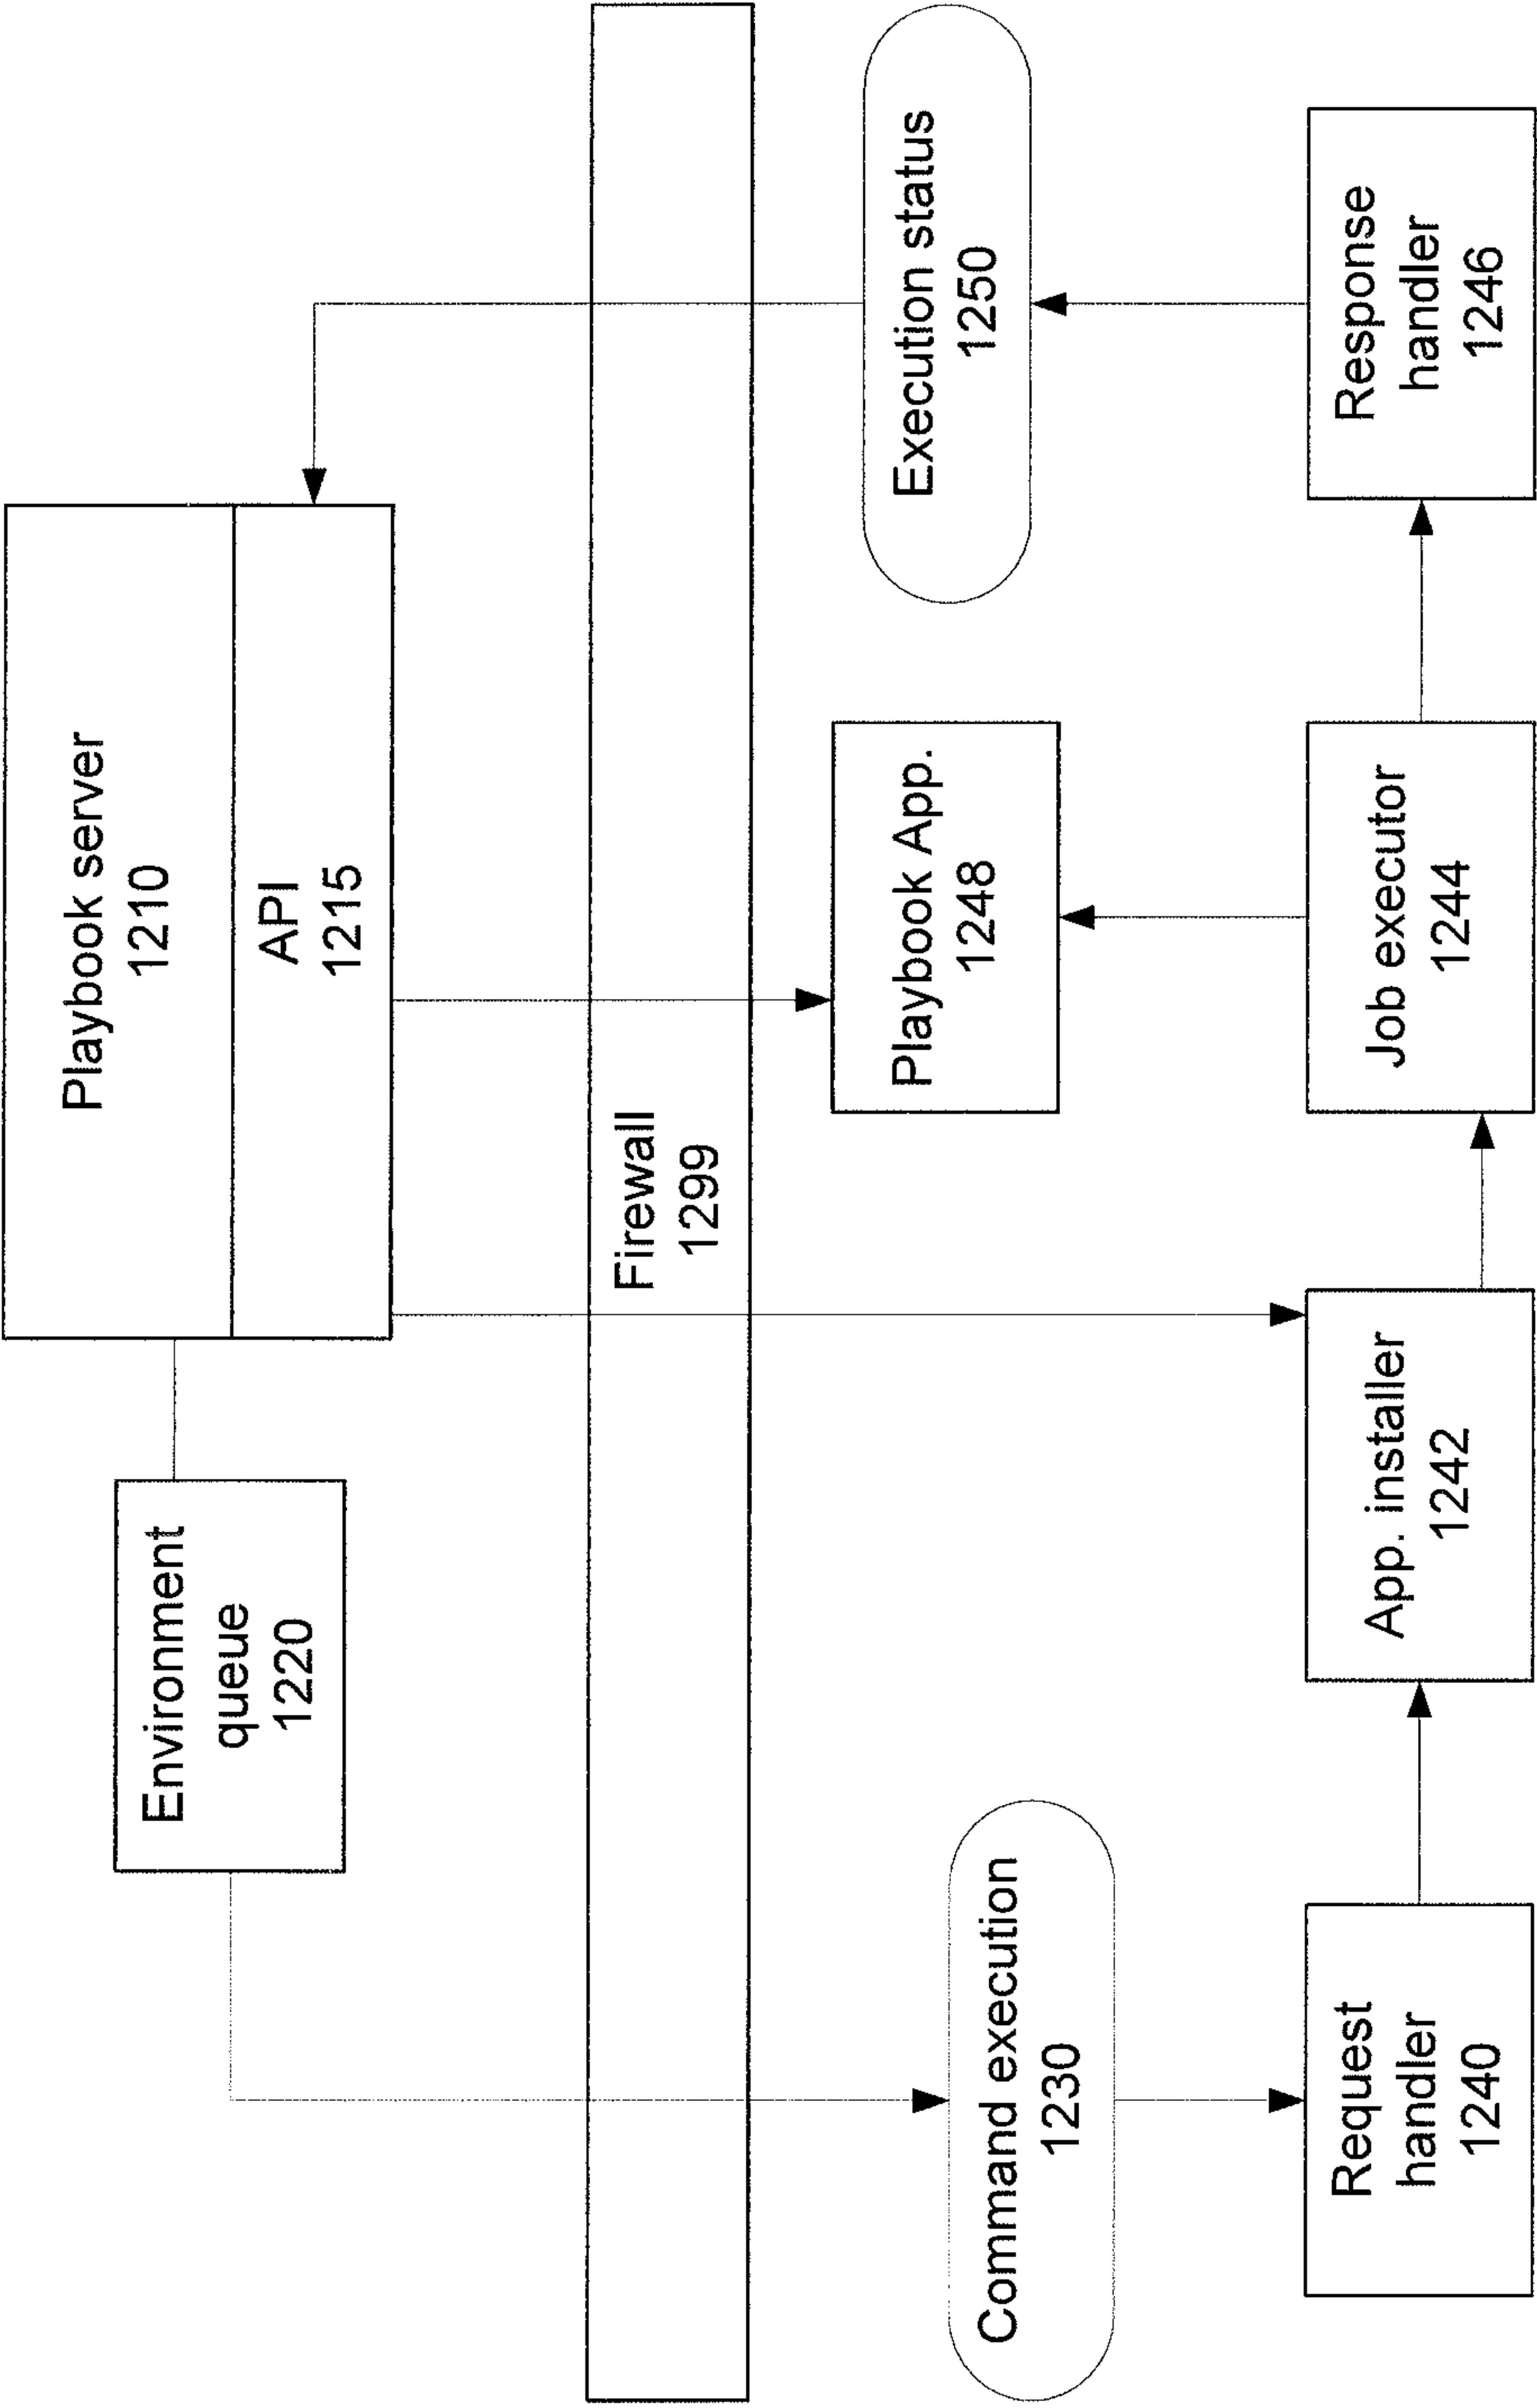 Playbook server
1210
API
1215
Environment
queue
1220
Firewall
1299
Command execution
1230
Playbook App.
1248
Execution status
1250
Request
handler
1240
App. installer
1242
Job executor
1244
Response
handler
1246